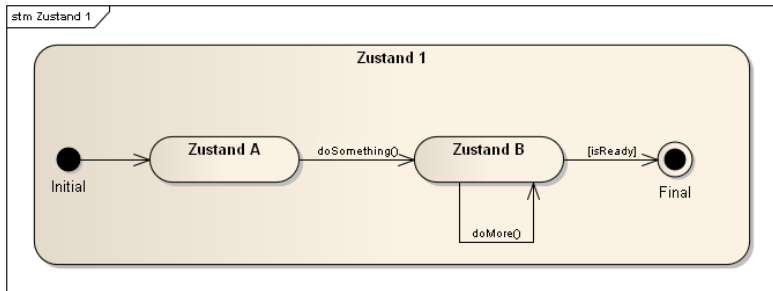 stm Zustand 1
Zustand 1
Zustand A
doSomething()
Zustand B
[isReady]
Initial
Final
doMore()